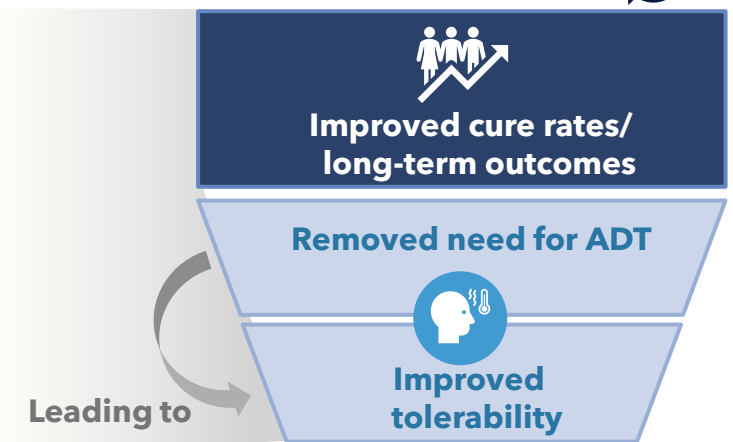 Improved cure rates/
long-term outcomes
Removed need for ADT
Improved
tolerability
Leading to